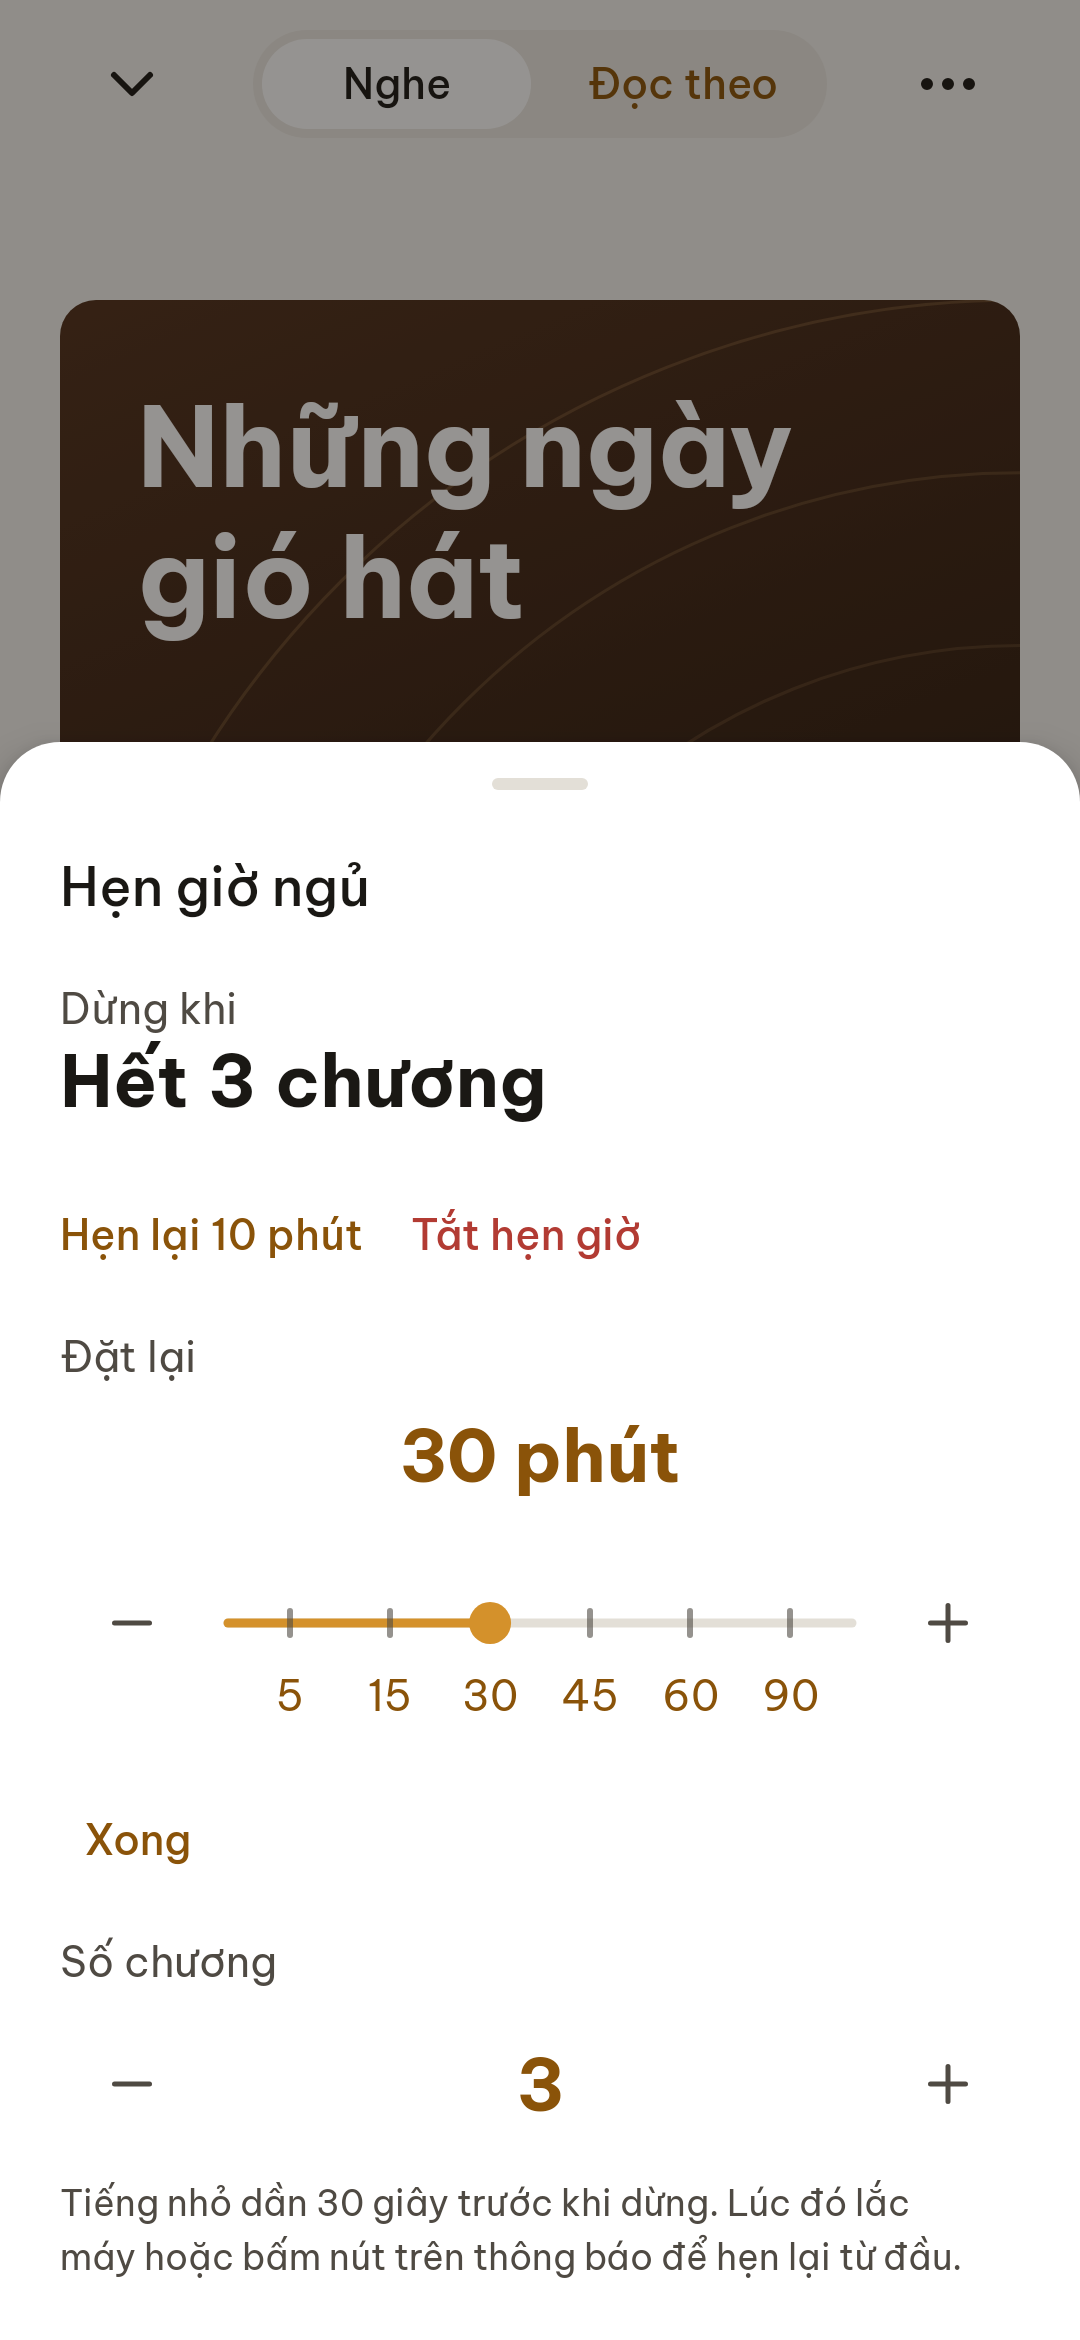 Nghe
Đọc theo
Những ngày
gió hát
Hẹn giờ ngủ
Dừng khi
Hết 3 chương
Hẹn lại 10 phút
Tắt hẹn giờ
Đặt lại
30 phút
5 15 30 45 60 90
Xong
Số chương
3
Tiếng nhỏ dần 30 giây trước khi dừng. Lúc đó lắc
máy hoặc bấm nút trên thông báo để hẹn lại từ đầu.